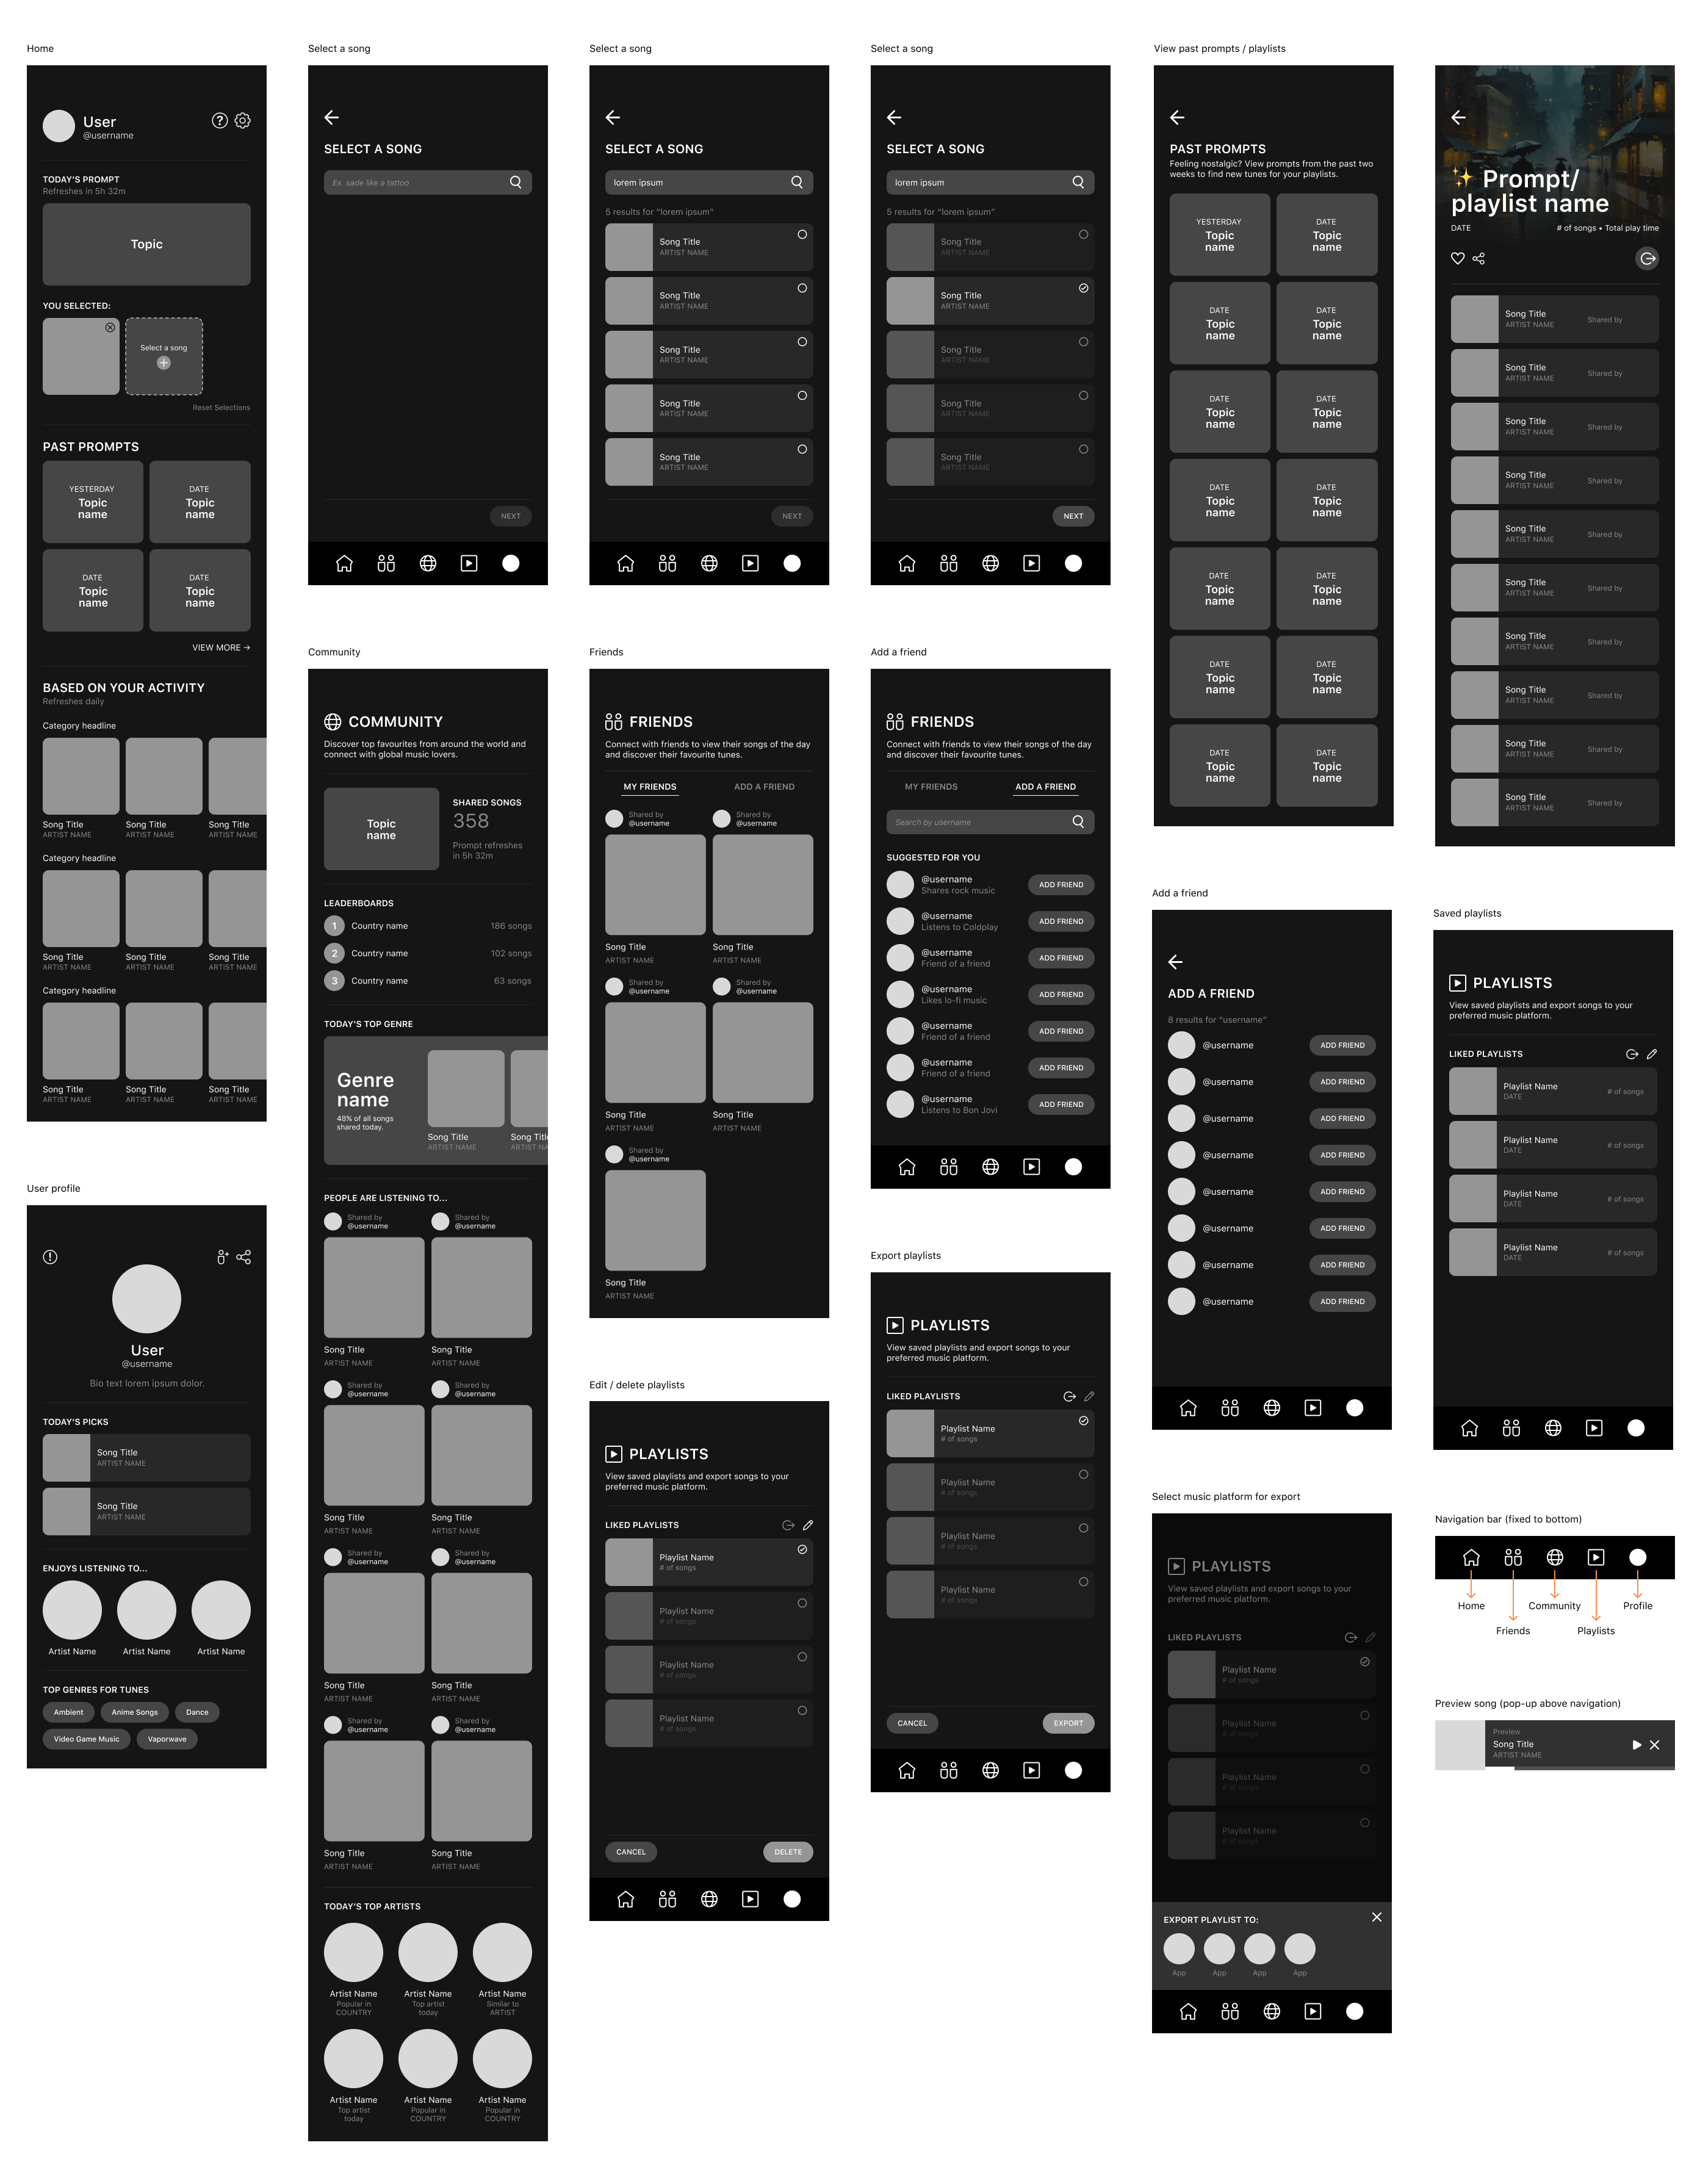 Home
User
@username
TODAY'S PROMPT
Refreshes in 5h 32m
Topic
YOU SELECTED:
Select a song
Reset Selections
PAST PROMPTS
YESTERDAY
Topic
name
DATE
Topic
name
DATE
Topic
name
DATE
Topic
name
VIEW MORE →
BASED ON YOUR ACTIVITY
Refreshes daily
Category headline
Song Title
ARTIST NAME
Song Title
ARTIST NAME
Song Title
ARTIST NAME
Category headline
Song Title
ARTIST NAME
Song Title
ARTIST NAME
Song Title
ARTIST NAME
Category headline
Song Title
ARTIST NAME
Song Title
ARTIST NAME
Song Title
ARTIST NAME
User profile
User
@username
Bio text lorem ipsum dolor.
TODAY'S PICKS
Song Title
ARTIST NAME
Song Title
ARTIST NAME
ENJOYS LISTENING TO...
Artist Name
Artist Name
Artist Name
TOP GENRES FOR TUNES
Ambient
Anime Songs
Dance
Video Game Music
Vaporwave
Select a song
SELECT A SONG
Ex. sade like a tattoo
NEXT
Community
COMMUNITY
Discover top favourites from around the world and
connect with global music lovers.
Topic
name
SHARED SONGS
358
Prompt refreshes
in 5h 32m
LEADERBOARDS
1 Country name 186 songs
2 Country name 102 songs
3 Country name 63 songs
TODAY'S TOP GENRE
Genre
name
48% of all songs
shared today.
Song Title
ARTIST NAME
Song Titl
ARTIST NA
PEOPLE ARE LISTENING TO...
Shared by
@username
Song Title
ARTIST NAME
Shared by
@username
Song Title
ARTIST NAME
Shared by
@username
Song Title
ARTIST NAME
Shared by
@username
Song Title
ARTIST NAME
Shared by
@username
Song Title
ARTIST NAME
Shared by
@username
Song Title
ARTIST NAME
Shared by
@username
Song Title
ARTIST NAME
Shared by
@username
Song Title
ARTIST NAME
TODAY'S TOP ARTISTS
Artist Name
Popular in
COUNTRY
Artist Name
Top artist
today
Artist Name
Similar to
ARTIST
Artist Name
Top artist
today
Artist Name
Popular in
COUNTRY
Artist Name
Popular in
COUNTRY
Select a song
SELECT A SONG
lorem ipsum
5 results for "lorem ipsum"
Song Title
ARTIST NAME
Song Title
ARTIST NAME
Song Title
ARTIST NAME
Song Title
ARTIST NAME
Song Title
ARTIST NAME
NEXT
Friends
FRIENDS
Connect with friends to view their songs of the day
and discover their favourite tunes.
MY FRIENDS
ADD A FRIEND
Shared by
@username
Song Title
ARTIST NAME
Shared by
@username
Song Title
ARTIST NAME
Shared by
@username
Song Title
ARTIST NAME
Shared by
@username
Song Title
ARTIST NAME
Shared by
@username
Song Title
ARTIST NAME
Edit / delete playlists
PLAYLISTS
View saved playlists and export songs to your
preferred music platform.
LIKED PLAYLISTS
Playlist Name
# of songs
Playlist Name
# of songs
Playlist Name
# of songs
Playlist Name
# of songs
CANCEL
DELETE
Select a song
SELECT A SONG
lorem ipsum
5 results for "lorem ipsum"
Song Title
ARTIST NAME
Song Title
ARTIST NAME
Song Title
ARTIST NAME
Song Title
ARTIST NAME
Song Title
ARTIST NAME
NEXT
Add a friend
FRIENDS
Connect with friends to view their songs of the day
and discover their favourite tunes.
MY FRIENDS
ADD A FRIEND
Search by username
SUGGESTED FOR YOU
@username
Shares rock music
ADD FRIEND
@username
Listens to Coldplay
ADD FRIEND
@username
Friend of a friend
ADD FRIEND
@username
Likes lo-fi music
ADD FRIEND
@username
Friend of a friend
ADD FRIEND
@username
Friend of a friend
ADD FRIEND
@username
Listens to Bon Jovi
ADD FRIEND
Export playlists
PLAYLISTS
View saved playlists and export songs to your
preferred music platform.
LIKED PLAYLISTS
Playlist Name
# of songs
Playlist Name
# of songs
Playlist Name
# of songs
Playlist Name
# of songs
CANCEL
EXPORT
View past prompts / playlists
PAST PROMPTS
Feeling nostalgic? View prompts from the past two
weeks to find new tunes for your playlists.
YESTERDAY
Topic
name
DATE
Topic
name
DATE
Topic
name
DATE
Topic
name
DATE
Topic
name
DATE
Topic
name
DATE
Topic
name
DATE
Topic
name
DATE
Topic
name
DATE
Topic
name
DATE
Topic
name
DATE
Topic
name
DATE
Topic
name
DATE
Topic
name
Add a friend
ADD A FRIEND
8 results for "username"
@username ADD FRIEND
@username ADD FRIEND
@username ADD FRIEND
@username ADD FRIEND
@username ADD FRIEND
@username ADD FRIEND
@username ADD FRIEND
@username ADD FRIEND
Select music platform for export
PLAYLISTS
View saved playlists and export songs to your
preferred music platform.
LIKED PLAYLISTS
Playlist Name
# of songs
Playlist Name
# of songs
Playlist Name
# of songs
Playlist Name
# of songs
EXPORT PLAYLIST TO:
App
App
App
App
✨ Prompt/
playlist name
DATE
# of songs • Total play time
Song Title
ARTIST NAME
Shared by
Song Title
ARTIST NAME
Shared by
Song Title
ARTIST NAME
Shared by
Song Title
ARTIST NAME
Shared by
Song Title
ARTIST NAME
Shared by
Song Title
ARTIST NAME
Shared by
Song Title
ARTIST NAME
Shared by
Song Title
ARTIST NAME
Shared by
Song Title
ARTIST NAME
Shared by
Song Title
ARTIST NAME
Shared by
Saved playlists
PLAYLISTS
View saved playlists and export songs to your
preferred music platform.
LIKED PLAYLISTS
Playlist Name
DATE
# of songs
Playlist Name
DATE
# of songs
Playlist Name
DATE
# of songs
Playlist Name
DATE
# of songs
Navigation bar (fixed to bottom)
Home
Friends
Community
Playlists
Profile
Preview song (pop-up above navigation)
Preview
Song Title
ARTIST NAME